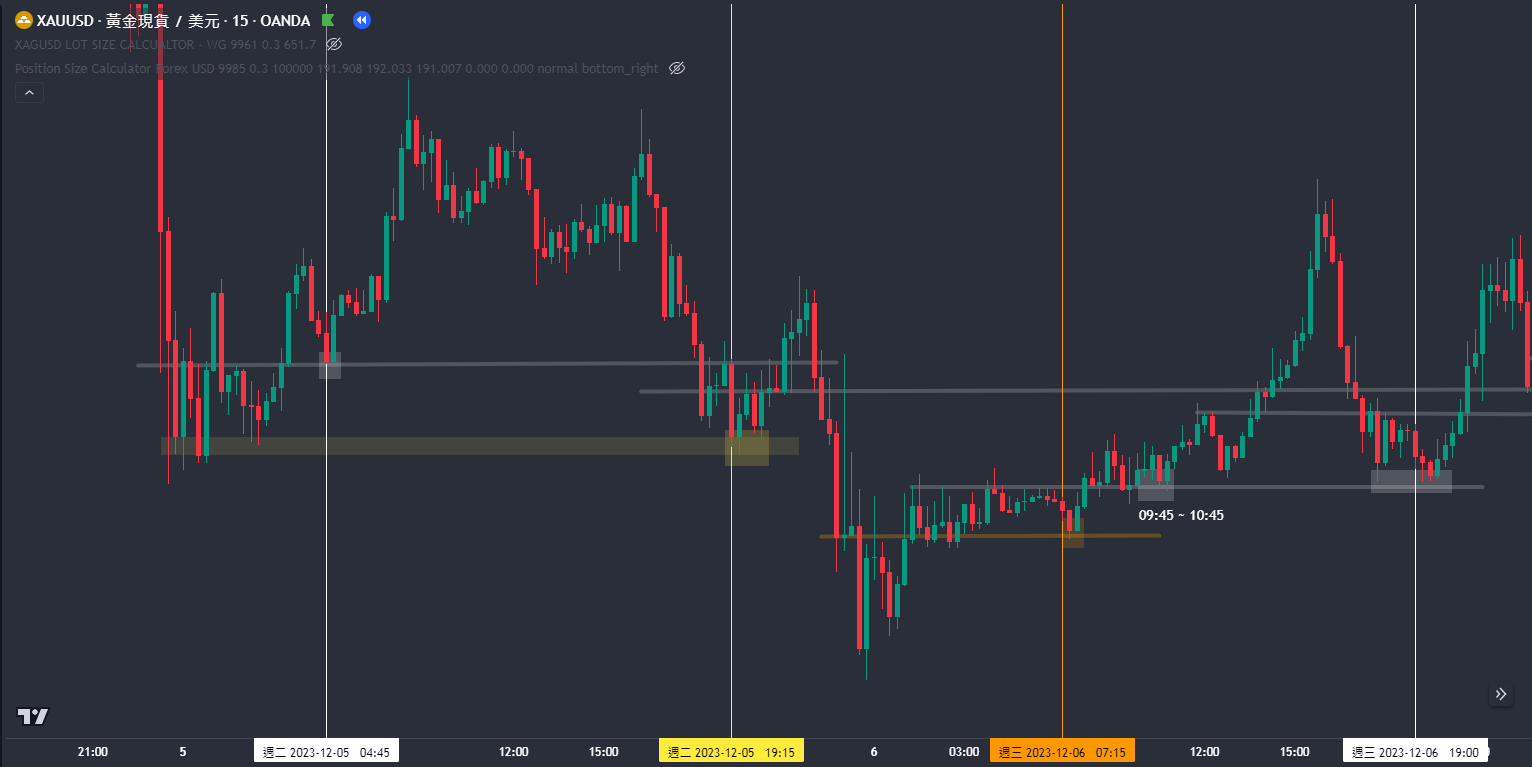 XAUUSD · 黃金現貨 / 美元 · 15 · OANDA
XAGUSD LOT SIZE CALCUALTOR - WG 9961 0.3 651.7
Position Size Calculator Forex USD 9985 0.3 100000 191.908 192.033 191.007 0.000 0.000 normal bottom_right
09:45 ~ 10:45
21:00 5 週二 2023-12-05 04:45 12:00 15:00 週二 2023-12-05 19:15 6 03:00 週三 2023-12-06 07:15 12:00 15:00 週三 2023-12-06 19:00